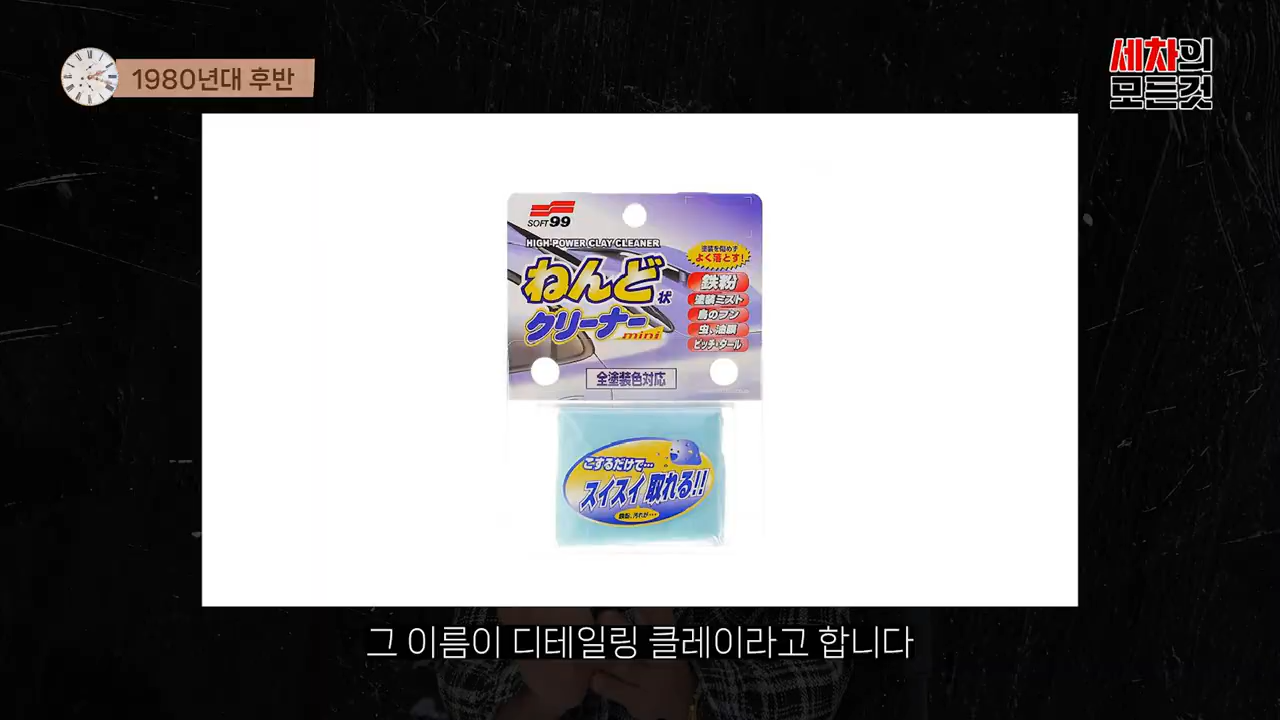 1980년대 후반
세차의
모든것
SOFT99
HIGH-POWER CLAY CLEANER
ねんど状
クリーナー
mini
塗装を傷めず
よく落とす!
鉄粉
塗装ミスト
鳥のフン
虫、油膜
ピッチ・タール
全塗装色対応
こするだけで…
スイスイ取れる!!
그 이름이 디테일링 클레이라고 합니다